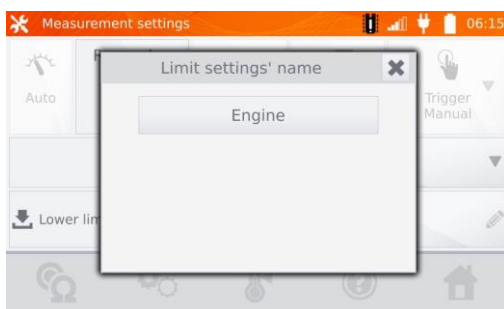 Measurement settings 06:15
Limit settings' name
Auto
Engine
Trigger
Manual
Lower lim